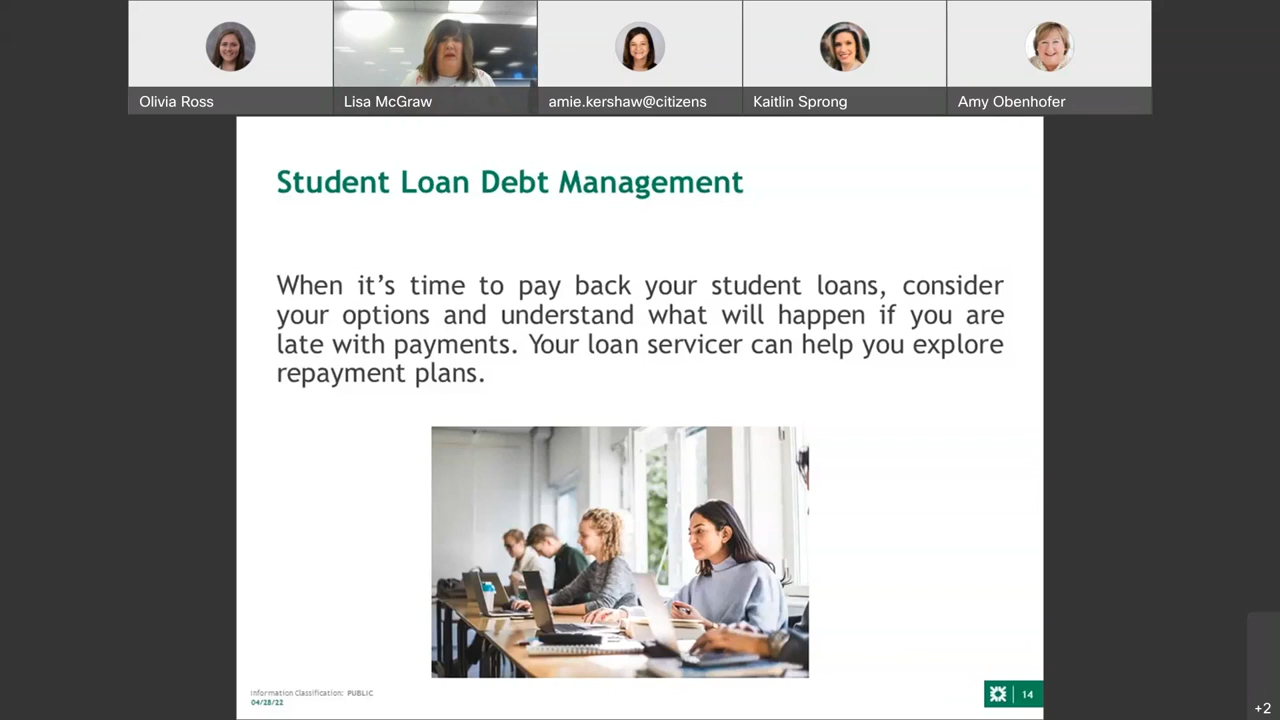 Olivia Ross
Lisa McGraw
amie.kershaw@citizens
Kaitlin Sprong
Amy Obenhofer
Student Loan Debt Management
When it’s time to pay back your student loans, consider
your options and understand what will happen if you are
late with payments. Your loan servicer can help you explore
repayment plans.
Information Classification: PUBLIC
04/28/22
14
+2